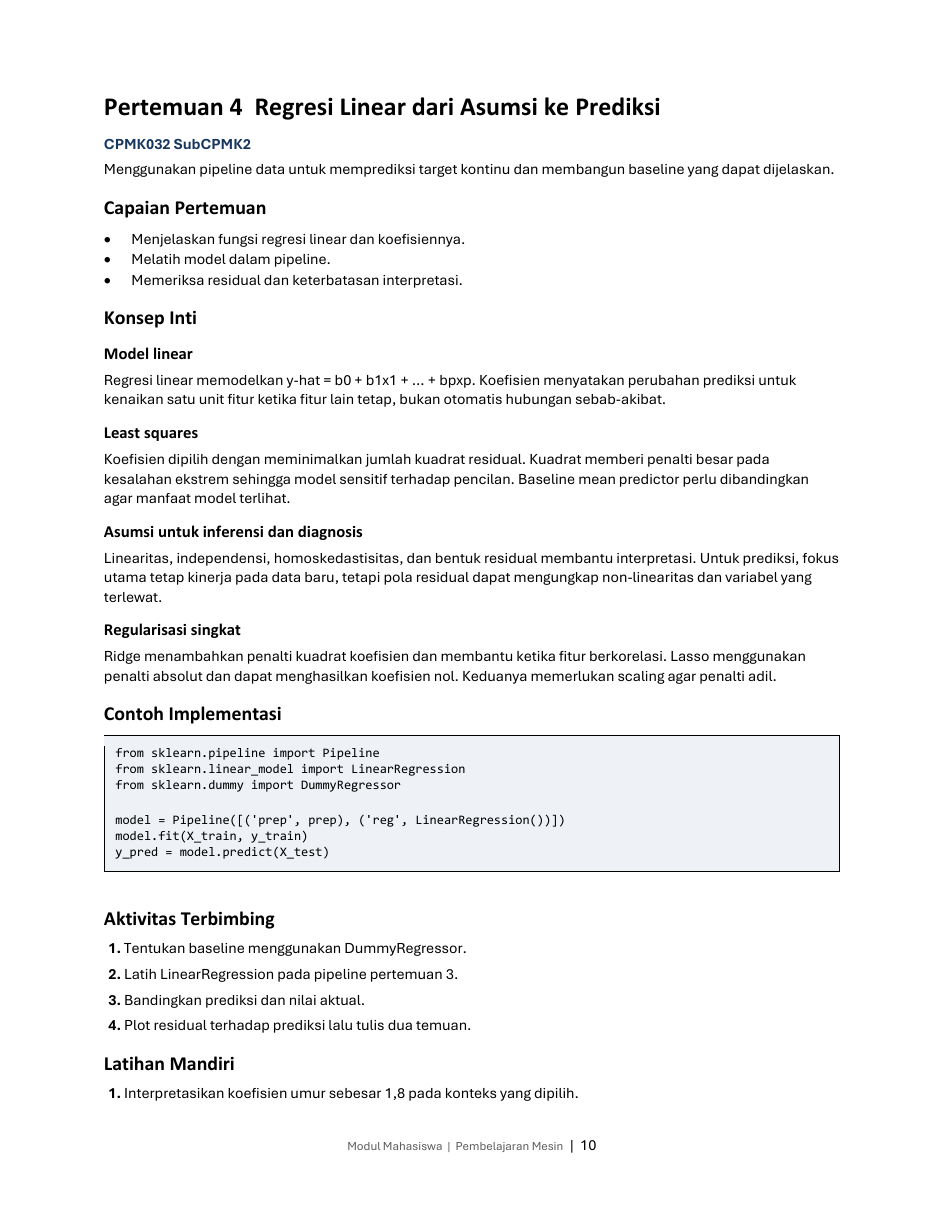 Pertemuan 4  Regresi Linear dari Asumsi ke Prediksi
CPMK032 SubCPMK2
Menggunakan pipeline data untuk memprediksi target kontinu dan membangun baseline yang dapat dijelaskan.
Capaian Pertemuan
• Menjelaskan fungsi regresi linear dan koefisiennya.
• Melatih model dalam pipeline.
• Memeriksa residual dan keterbatasan interpretasi.
Konsep Inti
Model linear
Regresi linear memodelkan y-hat = b0 + b1x1 + ... + bpxp. Koefisien menyatakan perubahan prediksi untuk
kenaikan satu unit fitur ketika fitur lain tetap, bukan otomatis hubungan sebab-akibat.
Least squares
Koefisien dipilih dengan meminimalkan jumlah kuadrat residual. Kuadrat memberi penalti besar pada
kesalahan ekstrem sehingga model sensitif terhadap pencilan. Baseline mean predictor perlu dibandingkan
agar manfaat model terlihat.
Asumsi untuk inferensi dan diagnosis
Linearitas, independensi, homoskedastisitas, dan bentuk residual membantu interpretasi. Untuk prediksi, fokus
utama tetap kinerja pada data baru, tetapi pola residual dapat mengungkap non-linearitas dan variabel yang
terlewat.
Regularisasi singkat
Ridge menambahkan penalti kuadrat koefisien dan membantu ketika fitur berkorelasi. Lasso menggunakan
penalti absolut dan dapat menghasilkan koefisien nol. Keduanya memerlukan scaling agar penalti adil.
Contoh Implementasi
from sklearn.pipeline import Pipeline
from sklearn.linear_model import LinearRegression
from sklearn.dummy import DummyRegressor

model = Pipeline([('prep', prep), ('reg', LinearRegression())])
model.fit(X_train, y_train)
y_pred = model.predict(X_test)
Aktivitas Terbimbing
1. Tentukan baseline menggunakan DummyRegressor.
2. Latih LinearRegression pada pipeline pertemuan 3.
3. Bandingkan prediksi dan nilai aktual.
4. Plot residual terhadap prediksi lalu tulis dua temuan.
Latihan Mandiri
1. Interpretasikan koefisien umur sebesar 1,8 pada konteks yang dipilih.
Modul Mahasiswa | Pembelajaran Mesin | 10